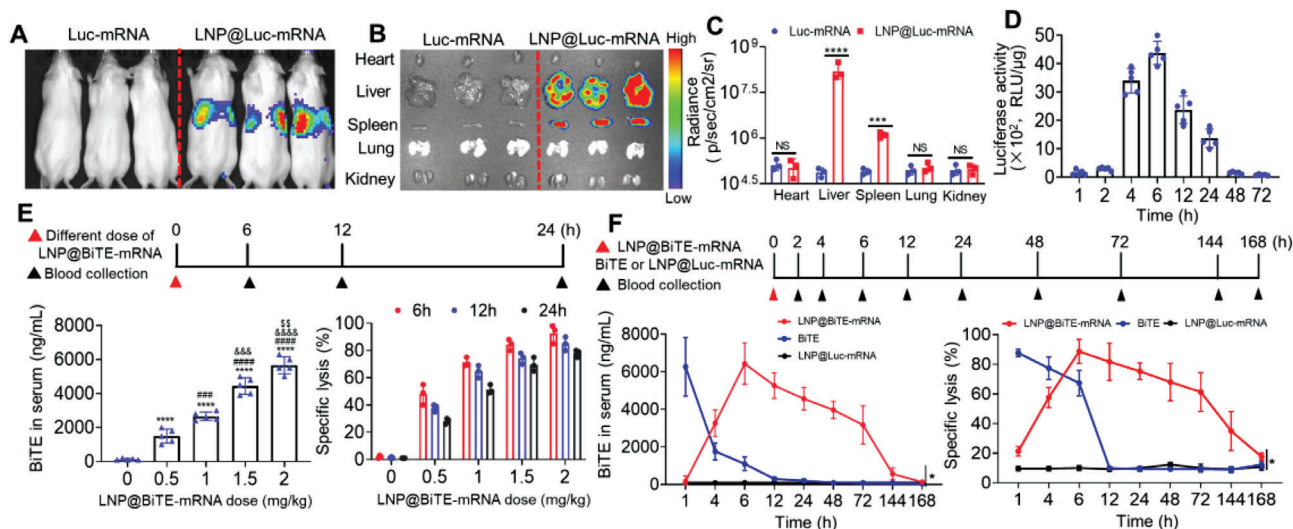 A
Luc-mRNA
LNP@Luc-mRNA
B
Luc-mRNA
LNP@Luc-mRNA
Heart
Liver
Spleen
Lung
Kidney
High
Radiance
Low
C
Luc-mRNA
LNP@Luc-mRNA
Radiance
( p/sec/cm2/sr)
10^9
10^7.5
10^6
10^4.5
NS
****
***
NS
NS
Heart
Liver
Spleen
Lung
Kidney
D
Luciferase activity
(×10², RLU/μg)
50
40
30
20
10
0
1 2 4 6 12 24 48 72
Time (h)
E
Different dose of
LNP@BiTE-mRNA
Blood collection
0 6 12 24 (h)
BiTE in serum (ng/mL)
8000
6000
4000
2000
0
****
###
****
&&&
####
****
$$
&&&&
####
****
0 0.5 1 1.5 2
LNP@BiTE-mRNA dose (mg/kg)
6h 12h 24h
Specific lysis (%)
100
80
60
40
20
0
0 0.5 1 1.5 2
LNP@BiTE-mRNA dose (mg/kg)
F
LNP@BiTE-mRNA
BiTE or LNP@Luc-mRNA
Blood collection
0 2 4 6 12 24 48 72 144 168 (h)
LNP@BiTE-mRNA
BiTE
LNP@Luc-mRNA
BiTE in serum (ng/mL)
8000
6000
4000
2000
0
*
1 4 6 12 24 48 72 144 168
Time (h)
LNP@BiTE-mRNA BiTE LNP@Luc-mRNA
Specific lysis (%)
100
80
60
40
20
0
*
1 4 6 12 24 48 72 144 168
Time (h)